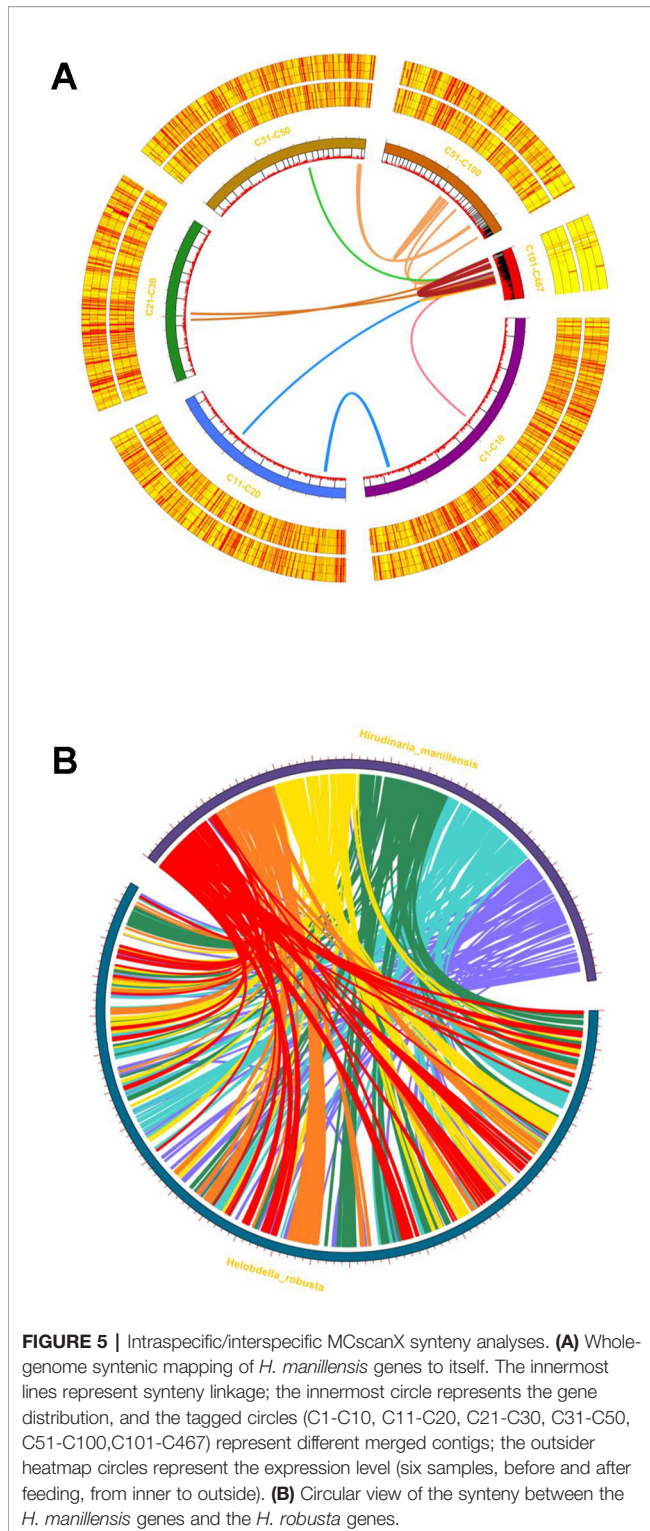 A
C31-C50
C51-C100
C21-C30
C101-C467
C11-C20
C1-C10
B
Hirudinaria_manillensis
Helobdella_robusta
FIGURE 5 | Intraspecific/interspecific MCscanX synteny analyses. (A) Whole-
genome syntenic mapping of H. manillensis genes to itself. The innermost
lines represent synteny linkage; the innermost circle represents the gene
distribution, and the tagged circles (C1-C10, C11-C20, C21-C30, C31-C50,
C51-C100,C101-C467) represent different merged contigs; the outsider
heatmap circles represent the expression level (six samples, before and after
feeding, from inner to outside). (B) Circular view of the synteny between the
H. manillensis genes and the H. robusta genes.